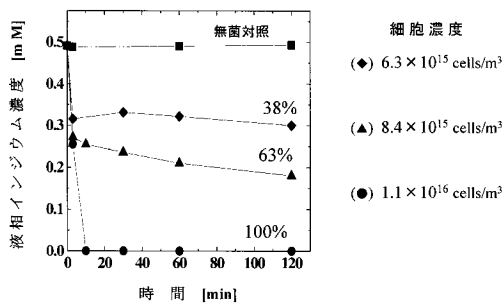 液相インジウム濃度 [m M]
0.5
0.4
0.3
0.2
0.1
0.0
無菌対照
38%
63%
100%
0 20 40 60 80 100 120
時間 [min]
細胞濃度
(◆) 6.3 × 10¹⁵ cells/m³
(▲) 8.4 × 10¹⁵ cells/m³
(●) 1.1 × 10¹⁶ cells/m³